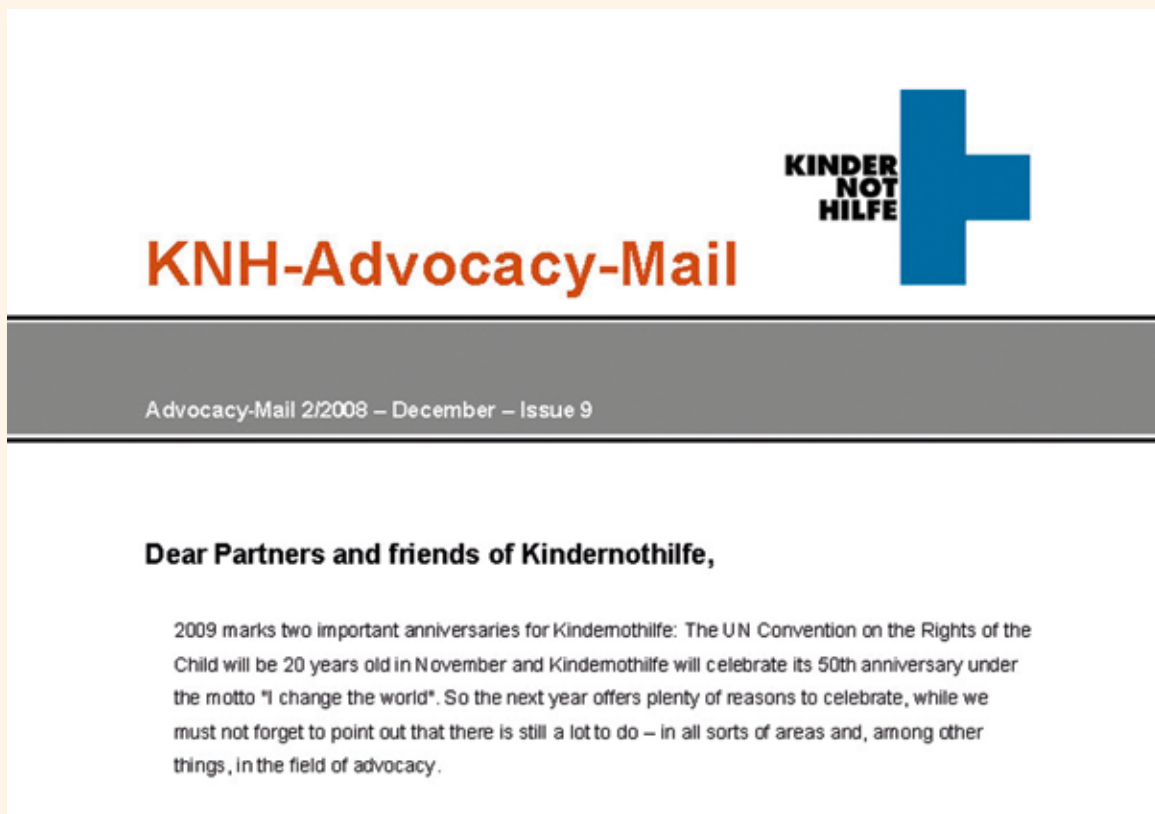 KINDER
NOT
HILFE
KNH-Advocacy-Mail
Advocacy-Mail 2/2008 – December – Issue 9
Dear Partners and friends of Kindernothilfe,
2009 marks two important anniversaries for Kindernothilfe: The UN Convention on the Rights of the
Child will be 20 years old in November and Kindernothilfe will celebrate its 50th anniversary under
the motto "I change the world". So the next year offers plenty of reasons to celebrate, while we
must not forget to point out that there is still a lot to do – in all sorts of areas and, among other
things, in the field of advocacy.